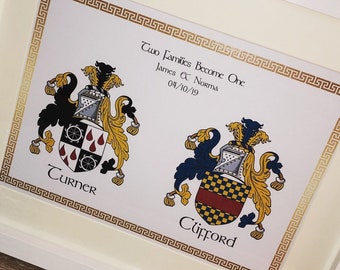 Two Families Become One
James & Norma
04/10/19
Turner
Clifford